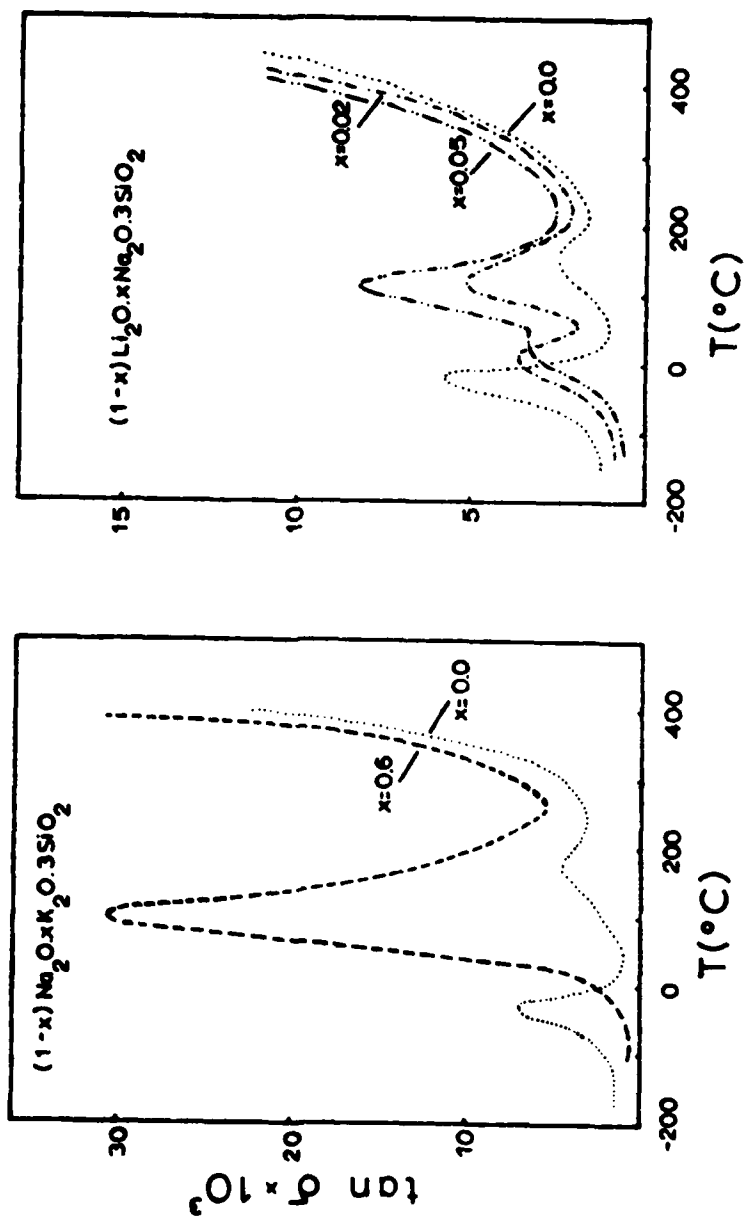 tan δ × 10³
(1-x)Na₂O.xK₂O.3SiO₂
30
20
10
x=0.6
x=0.0
-200
0
200
400
T(°C)
(1-x)Li₂O.xNa₂O.3SiO₂
15
10
5
x=0.02
x=0.05
x=0.0
-200
0
200
400
T(°C)